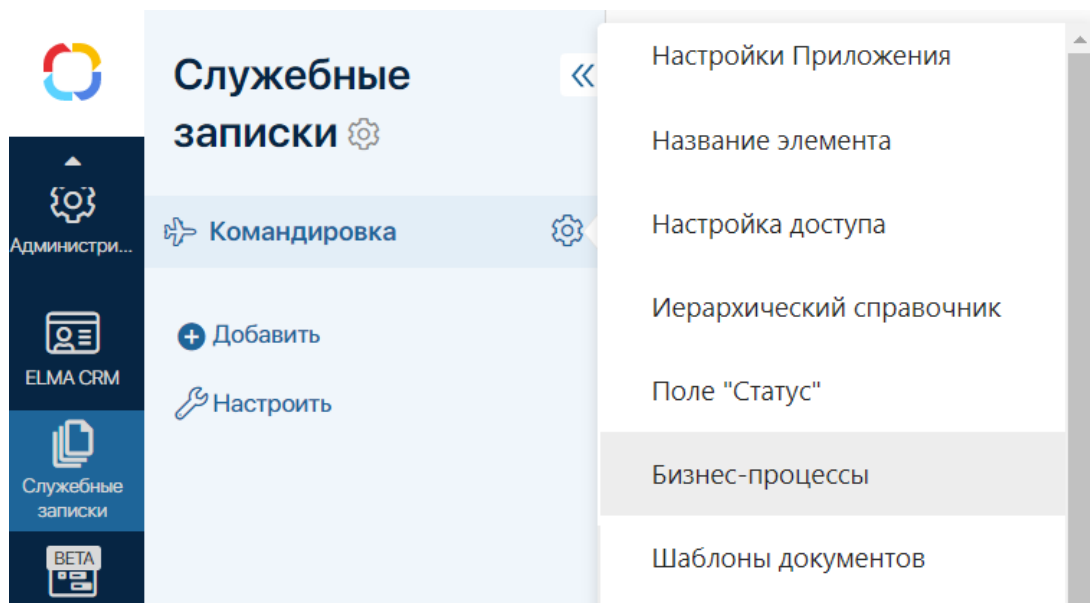 Администри...
ELMA CRM
Служебные
записки
BETA
Служебные
записки
Командировка
Добавить
Настроить
Настройки Приложения
Название элемента
Настройка доступа
Иерархический справочник
Поле "Статус"
Бизнес-процессы
Шаблоны документов